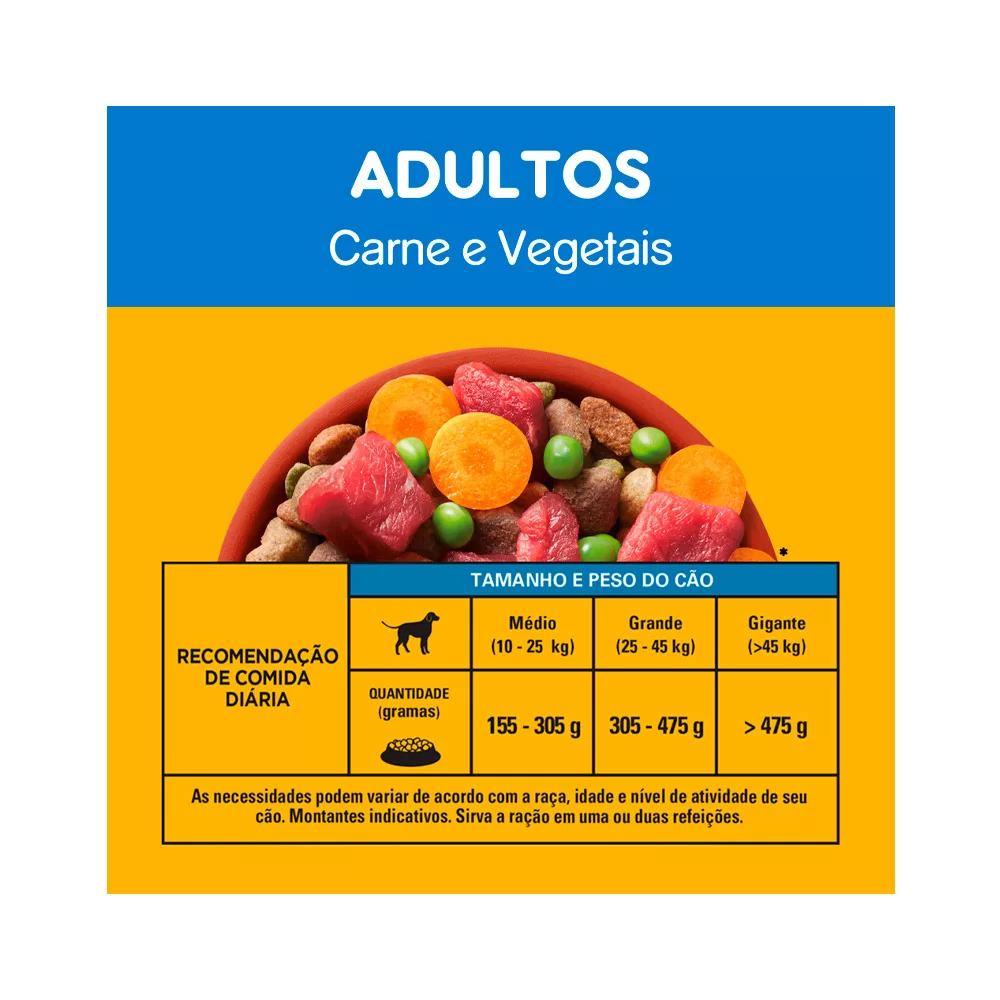 ADULTOS
Carne e Vegetais
*
TAMANHO E PESO DO CÃO
RECOMENDAÇÃO
DE COMIDA
DIÁRIA
Médio
(10 - 25 kg)
Grande
(25 - 45 kg)
Gigante
(>45 kg)
QUANTIDADE
(gramas)
155 - 305 g
305 - 475 g
> 475 g
As necessidades podem variar de acordo com a raça, idade e nível de atividade de seu
cão. Montantes indicativos. Sirva a ração em uma ou duas refeições.